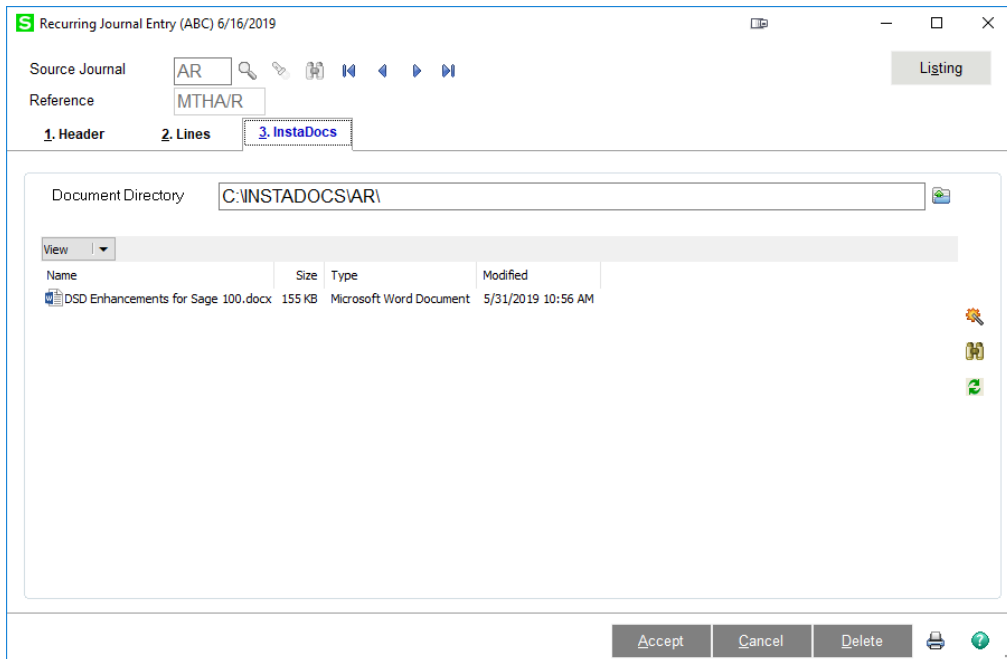 S Recurring Journal Entry (ABC) 6/16/2019
Source Journal AR Listing
Reference MTHA/R
1. Header 2. Lines 3. InstaDocs
Document Directory C:\INSTADOCS\AR\
View
Name Size Type Modified
DSD Enhancements for Sage 100.docx 155 KB Microsoft Word Document 5/31/2019 10:56 AM
Accept Cancel Delete